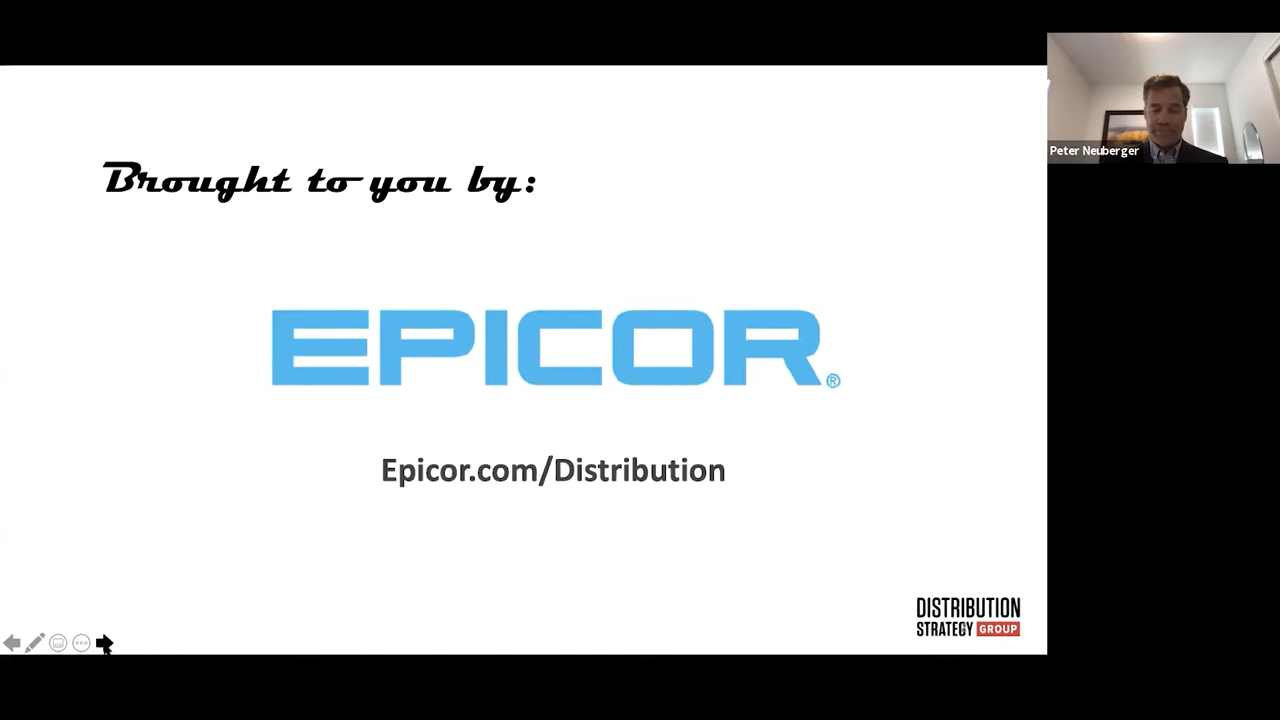 Brought to you by:
EPICOR®
Epicor.com/Distribution
DISTRIBUTION
STRATEGY GROUP
Peter Neuberger